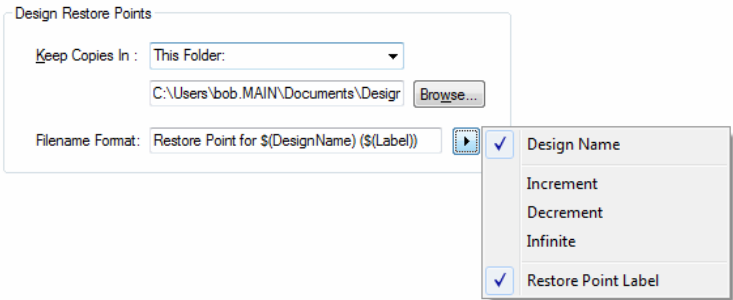 Design Restore Points
Keep Copies In : This Folder:
C:\Users\bob.MAIN\Documents\Desigr Browse...
Filename Format: Restore Point for $(DesignName) ($(Label))
Design Name
Increment
Decrement
Infinite
Restore Point Label